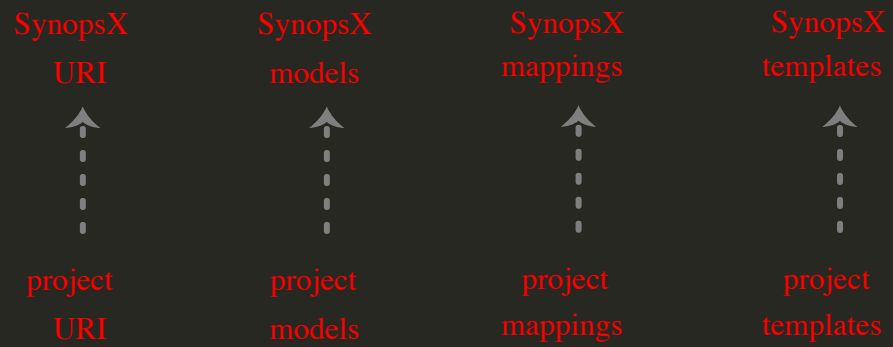 SynopsX SynopsX SynopsX SynopsX
URI models mappings templates
project project project project
URI models mappings templates